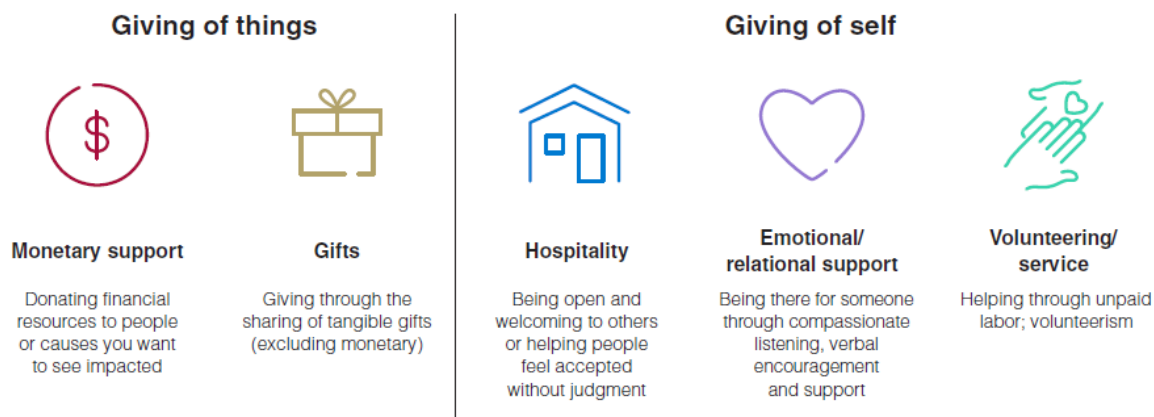 Giving of things
Giving of self
$
Monetary support
Donating financial
resources to people
or causes you want
to see impacted
Gifts
Giving through the
sharing of tangible gifts
(excluding monetary)
Hospitality
Being open and
welcoming to others
or helping people
feel accepted
without judgment
Emotional/
relational support
Being there for someone
through compassionate
listening, verbal
encouragement
and support
Volunteering/
service
Helping through unpaid
labor; volunteerism